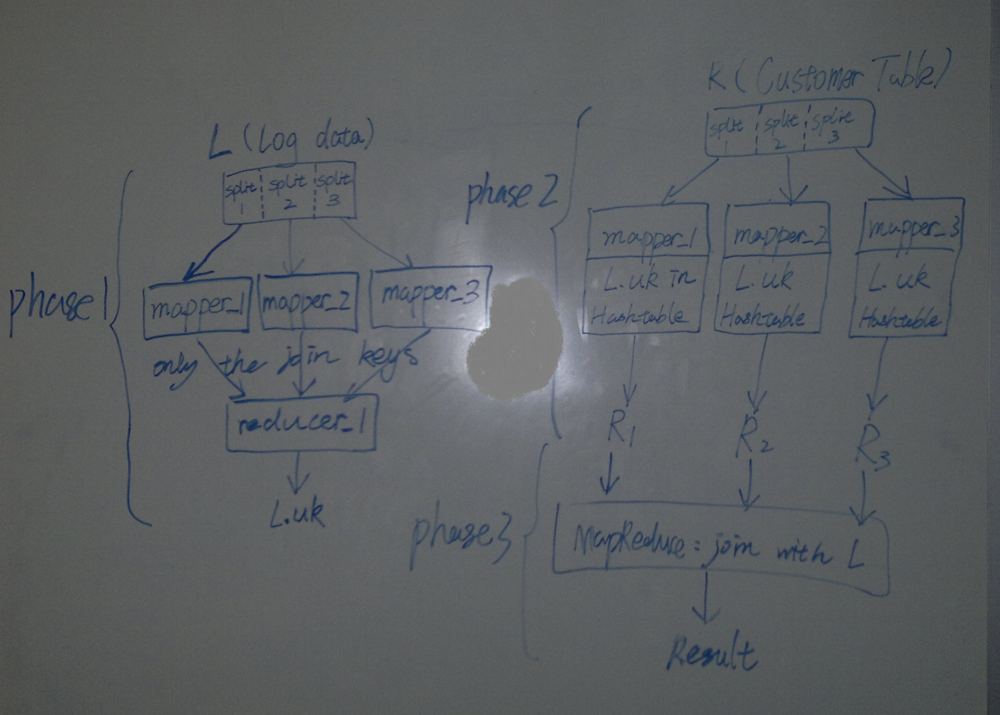 L (Log data)
split 1
split 2
split 3
phase 1
mapper_1
mapper_2
mapper_3
only the join keys
reducer_1
L.uk
K (Customer Table)
split 1
split 2
split 3
phase 2
mapper_1
mapper_2
mapper_3
L.uk in
Hashtable
L.uk
Hashtable
L.uk
Hashtable
R1
R2
R3
phase 3
MapReduce: join with L
Result